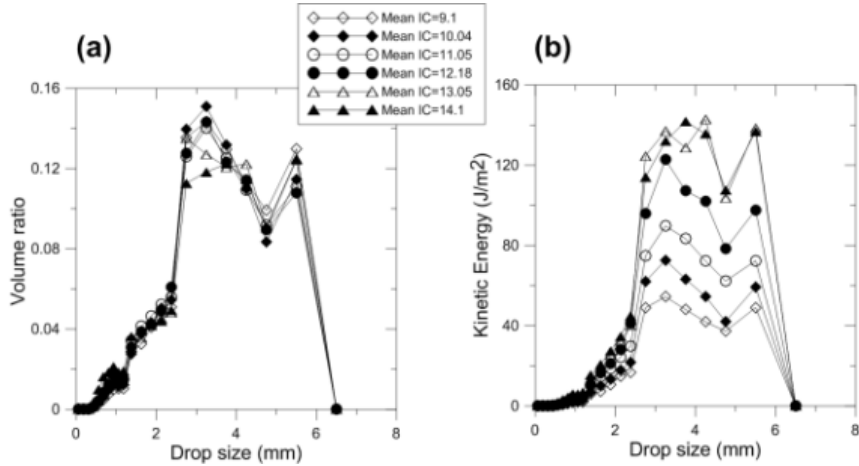 (a)
Mean IC=9.1
Mean IC=10.04
Mean IC=11.05
Mean IC=12.18
Mean IC=13.05
Mean IC=14.1
(b)
0.16
0.12
0.08
0.04
0.00
Volume ratio
0
2
4
6
8
Drop size (mm)
160
120
80
40
0
Kinetic Energy (J/m2)
0
2
4
6
8
Drop size (mm)